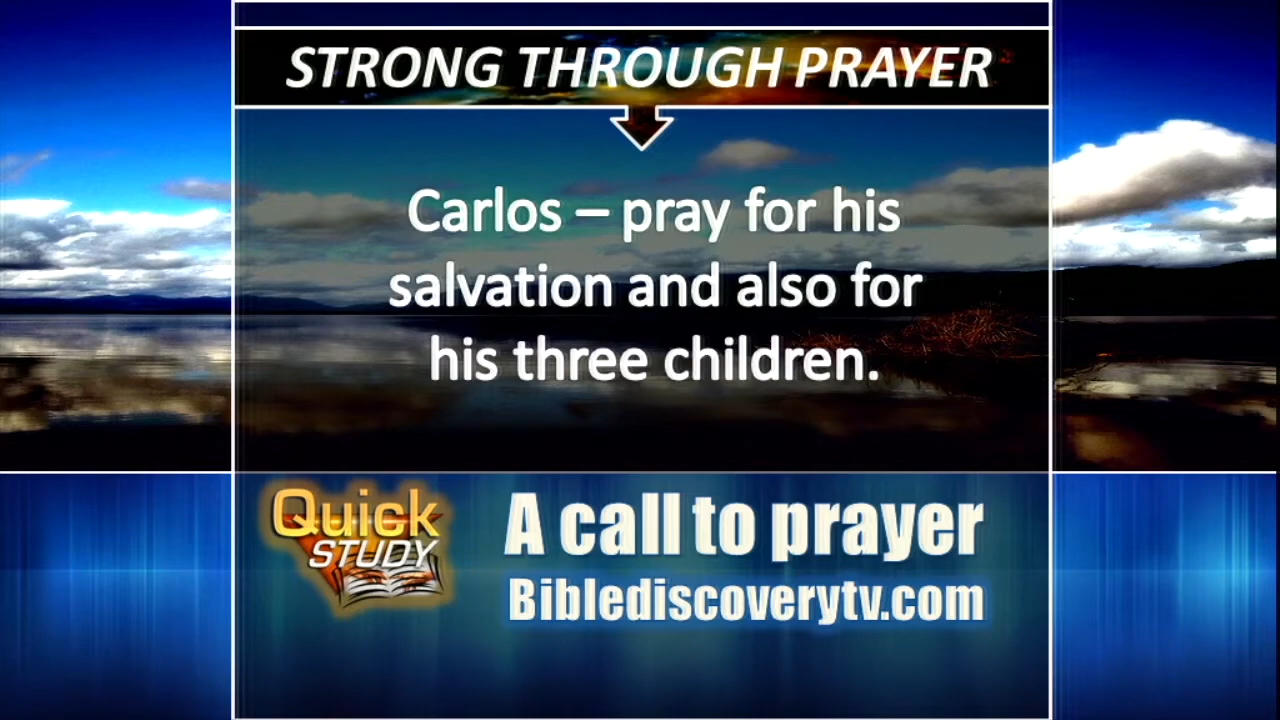 STRONG THROUGH PRAYER
Carlos – pray for his
salvation and also for
his three children.
Quick
STUDY
A call to prayer
Biblediscoverytv.com